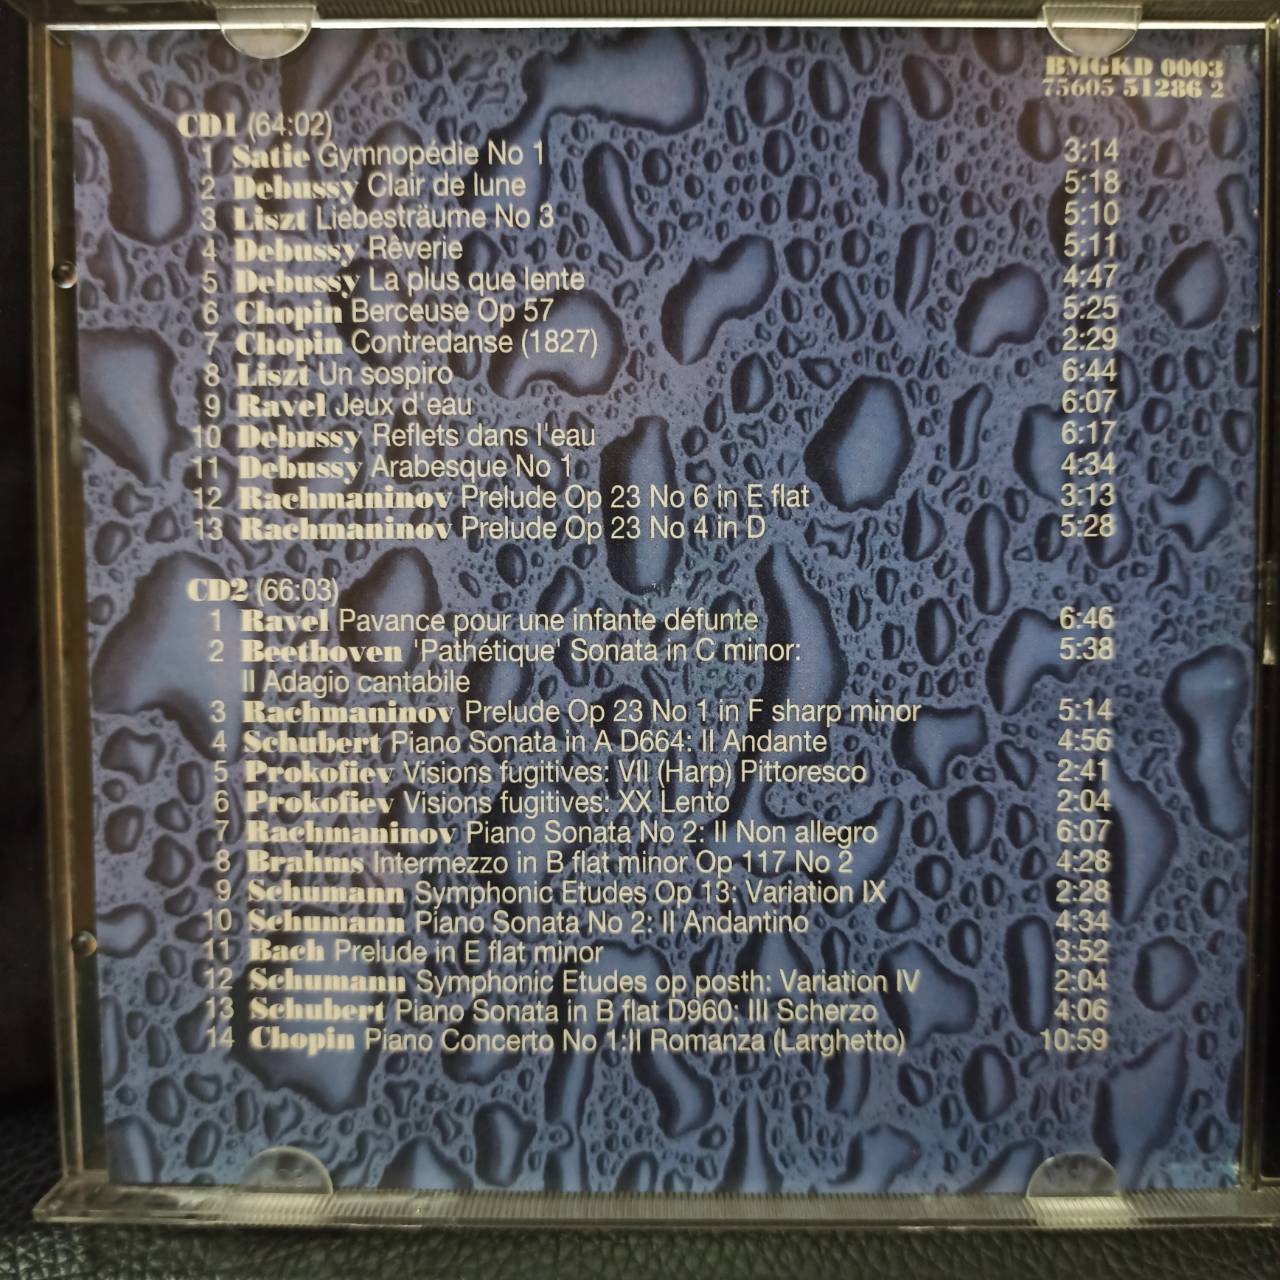 BMGKD 0003
75605 51286 2
CD1 (64:02)
1 Satie Gymnopédie No 1 3:14
2 Debussy Clair de lune 5:18
3 Liszt Liebesträume No 3 5:10
4 Debussy Rêverie 5:11
5 Debussy La plus que lente 4:47
6 Chopin Berceuse Op 57 5:25
7 Chopin Contredanse (1827) 2:29
8 Liszt Un sospiro 6:44
9 Ravel Jeux d'eau 6:07
10 Debussy Reflets dans l'eau 6:17
11 Debussy Arabesque No 1 4:34
12 Rachmaninov Prelude Op 23 No 6 in E flat 3:13
13 Rachmaninov Prelude Op 23 No 4 in D 5:28
CD2 (66:03)
1 Ravel Pavance pour une infante défunte 6:46
2 Beethoven 'Pathétique' Sonata in C minor: 5:38
II Adagio cantabile
3 Rachmaninov Prelude Op 23 No 1 in F sharp minor 5:14
4 Schubert Piano Sonata in A D664: II Andante 4:56
5 Prokofiev Visions fugitives: VII (Harp) Pittoresco 2:41
6 Prokofiev Visions fugitives: XX Lento 2:04
7 Rachmaninov Piano Sonata No 2: II Non allegro 6:07
8 Brahms Intermezzo in B flat minor Op 117 No 2 4:28
9 Schumann Symphonic Etudes Op 13: Variation IX 2:28
10 Schumann Piano Sonata No 2: II Andantino 4:34
11 Bach Prelude in E flat minor 3:52
12 Schumann Symphonic Etudes op posth: Variation IV 2:04
13 Schubert Piano Sonata in B flat D960: III Scherzo 4:06
14 Chopin Piano Concerto No 1:II Romanza (Larghetto) 10:59